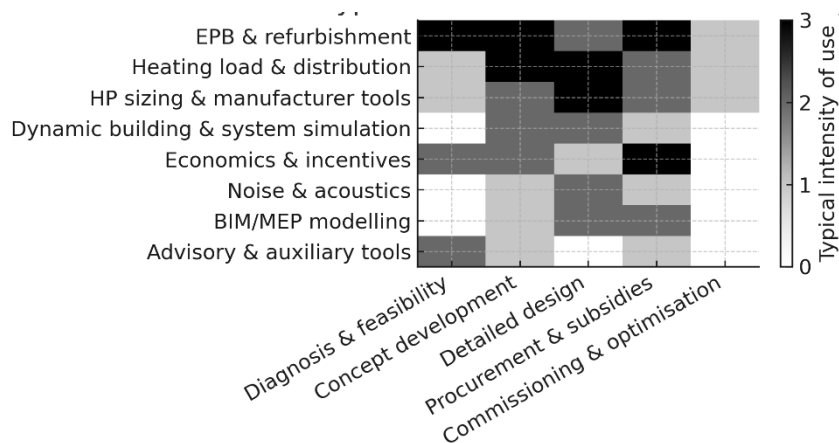 EPB & refurbishment
Heating load & distribution
HP sizing & manufacturer tools
Dynamic building & system simulation
Economics & incentives
Noise & acoustics
BIM/MEP modelling
Advisory & auxiliary tools
Diagnosis & feasibility
Concept development
Detailed design
Procurement & subsidies
Commissioning & optimisation
3
2
1
0
Typical intensity of use